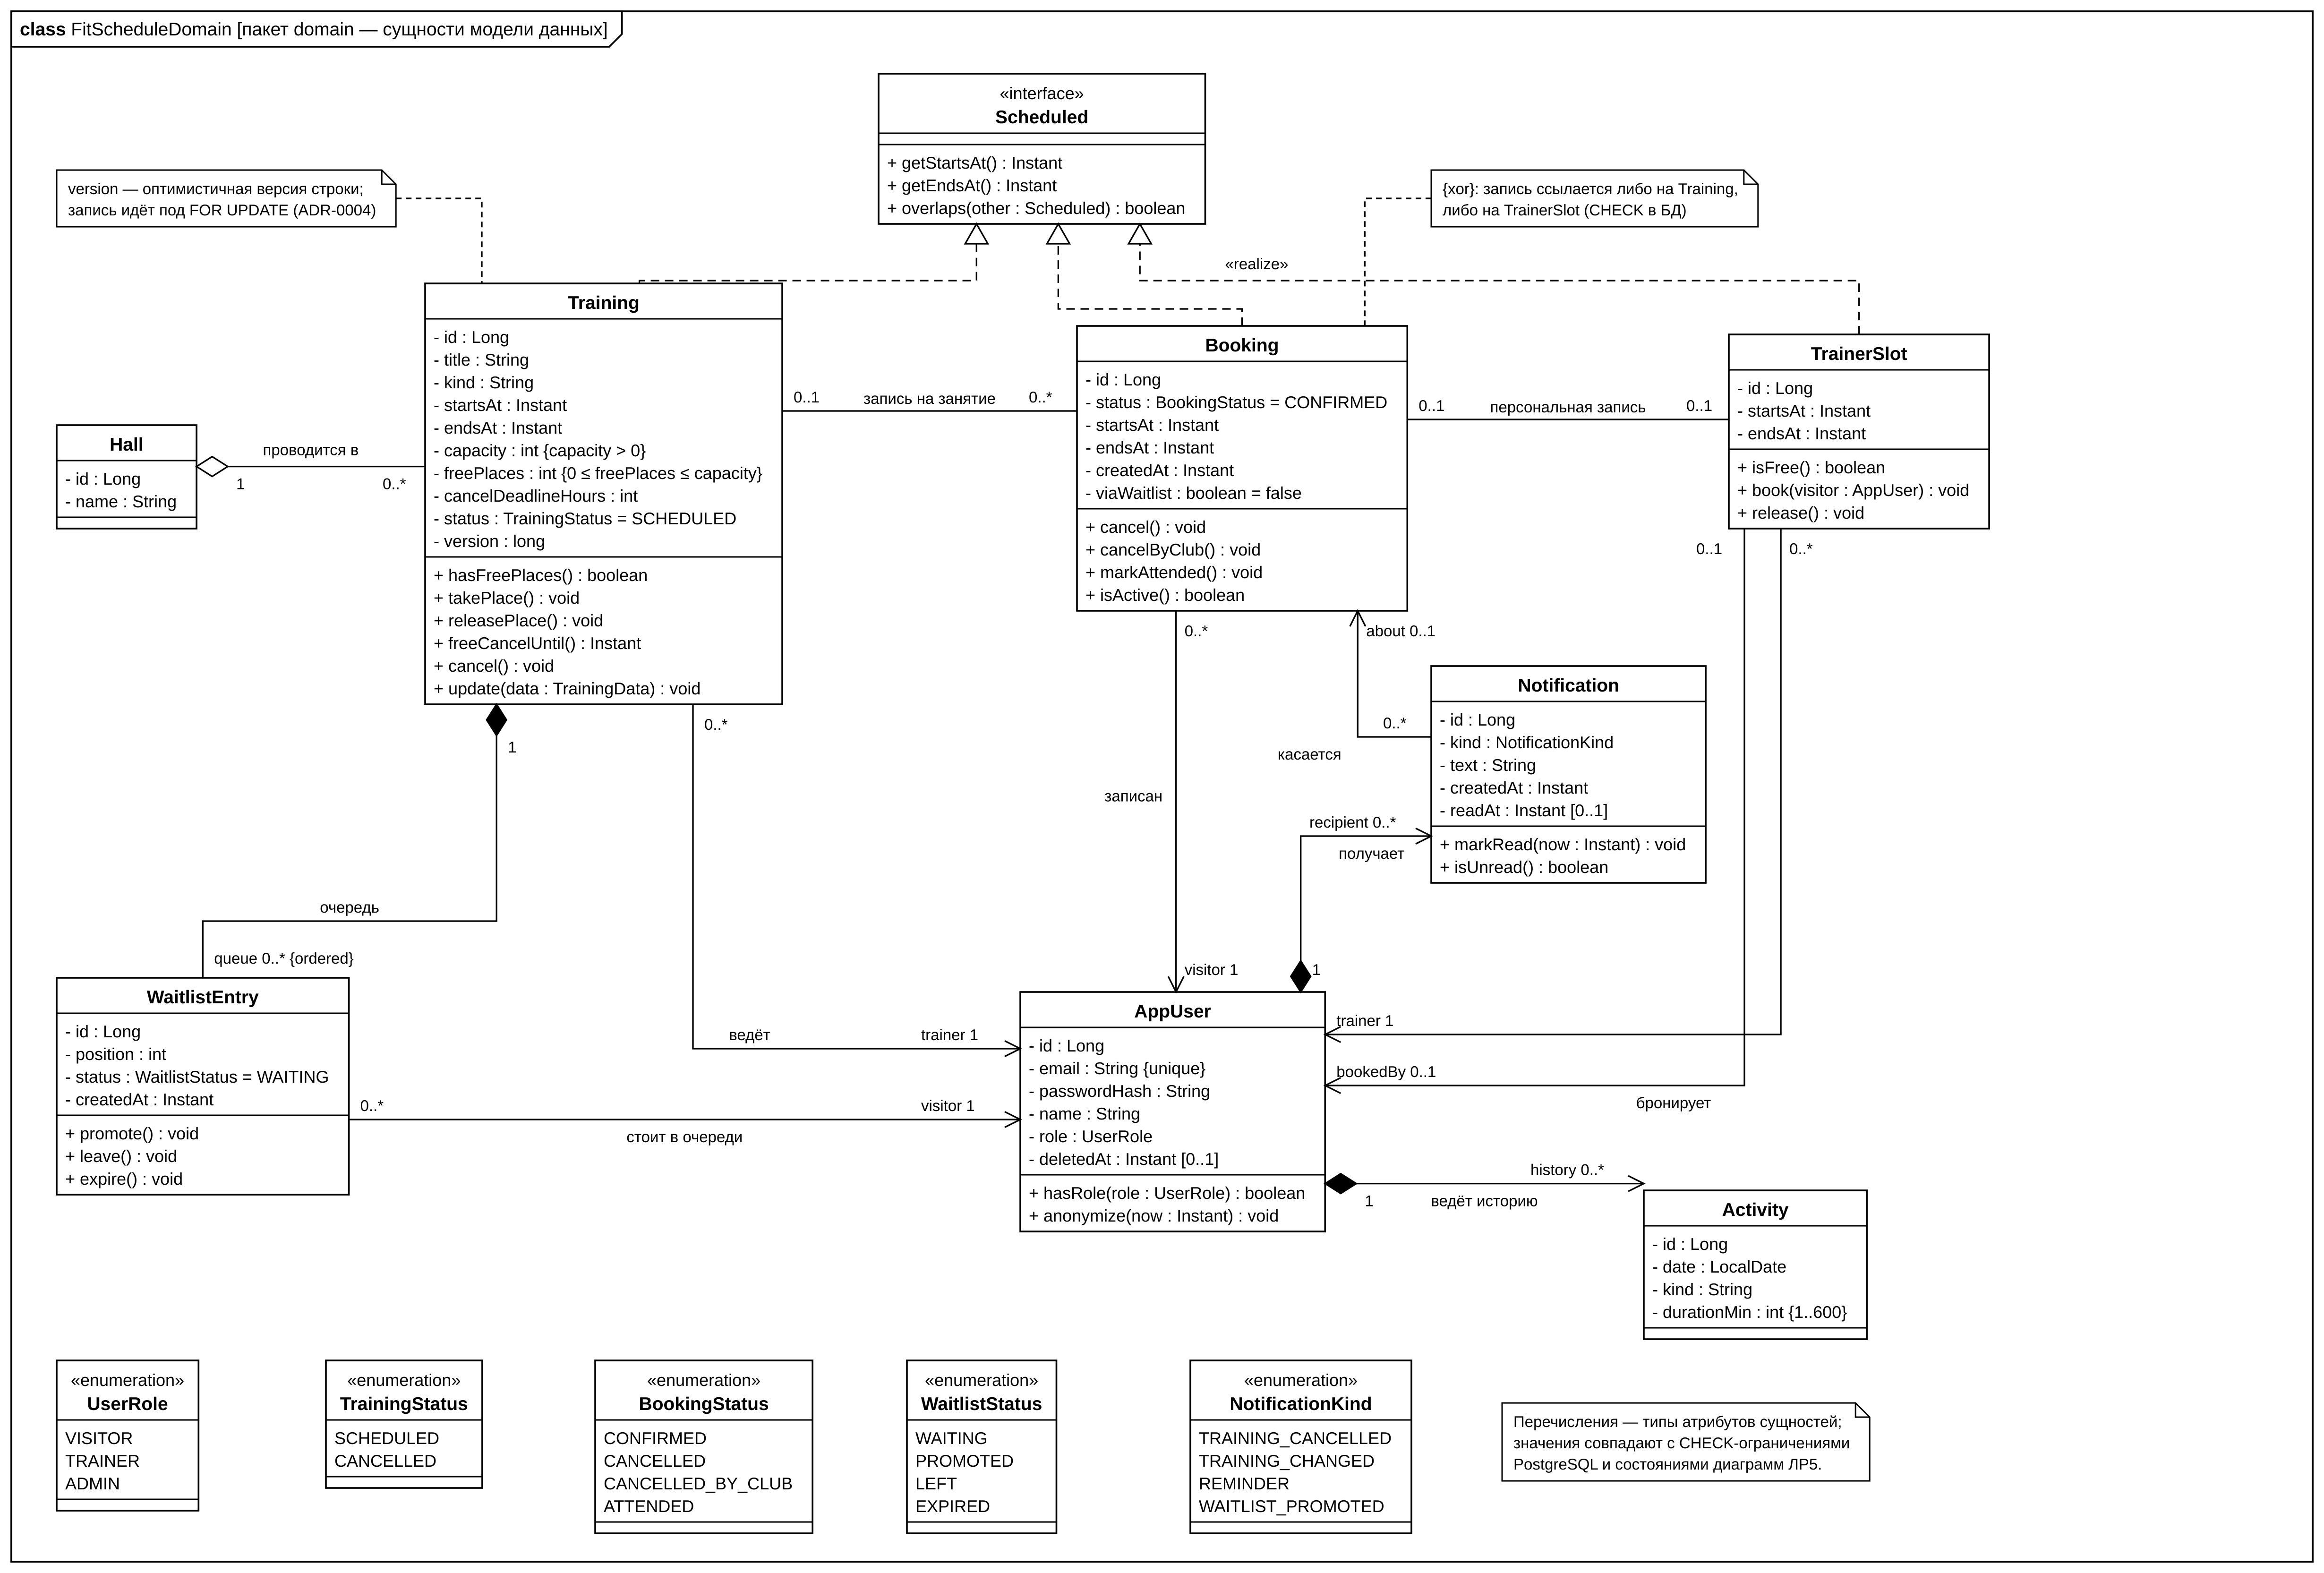 class FitScheduleDomain [пакет domain — сущности модели данных]
«interface»
Scheduled
+ getStartsAt() : Instant
+ getEndsAt() : Instant
+ overlaps(other : Scheduled) : boolean
version — оптимистичная версия строки;
запись идёт под FOR UPDATE (ADR-0004)
{xor}: запись ссылается либо на Training,
либо на TrainerSlot (CHECK в БД)
«realize»
Training
- id : Long
- title : String
- kind : String
- startsAt : Instant
- endsAt : Instant
- capacity : int {capacity > 0}
- freePlaces : int {0 ≤ freePlaces ≤ capacity}
- cancelDeadlineHours : int
- status : TrainingStatus = SCHEDULED
- version : long
+ hasFreePlaces() : boolean
+ takePlace() : void
+ releasePlace() : void
+ freeCancelUntil() : Instant
+ cancel() : void
+ update(data : TrainingData) : void
0..1
запись на занятие
0..*
Booking
- id : Long
- status : BookingStatus = CONFIRMED
- startsAt : Instant
- endsAt : Instant
- createdAt : Instant
- viaWaitlist : boolean = false
+ cancel() : void
+ cancelByClub() : void
+ markAttended() : void
+ isActive() : boolean
0..1
персональная запись
0..1
TrainerSlot
- id : Long
- startsAt : Instant
- endsAt : Instant
+ isFree() : boolean
+ book(visitor : AppUser) : void
+ release() : void
Hall
- id : Long
- name : String
проводится в
1
0..*
0..1
0..*
0..*
about 0..1
Notification
- id : Long
- kind : NotificationKind
- text : String
- createdAt : Instant
- readAt : Instant [0..1]
+ markRead(now : Instant) : void
+ isUnread() : boolean
0..*
касается
1
0..*
записан
recipient 0..*
получает
очередь
queue 0..* {ordered}
visitor 1
1
WaitlistEntry
- id : Long
- position : int
- status : WaitlistStatus = WAITING
- createdAt : Instant
+ promote() : void
+ leave() : void
+ expire() : void
ведёт
trainer 1
0..*
visitor 1
стоит в очереди
AppUser
- id : Long
- email : String {unique}
- passwordHash : String
- name : String
- role : UserRole
- deletedAt : Instant [0..1]
+ hasRole(role : UserRole) : boolean
+ anonymize(now : Instant) : void
trainer 1
bookedBy 0..1
бронирует
history 0..*
1
ведёт историю
Activity
- id : Long
- date : LocalDate
- kind : String
- durationMin : int {1..600}
«enumeration»
UserRole
VISITOR
TRAINER
ADMIN
«enumeration»
TrainingStatus
SCHEDULED
CANCELLED
«enumeration»
BookingStatus
CONFIRMED
CANCELLED
CANCELLED_BY_CLUB
ATTENDED
«enumeration»
WaitlistStatus
WAITING
PROMOTED
LEFT
EXPIRED
«enumeration»
NotificationKind
TRAINING_CANCELLED
TRAINING_CHANGED
REMINDER
WAITLIST_PROMOTED
Перечисления — типы атрибутов сущностей;
значения совпадают с CHECK-ограничениями
PostgreSQL и состояниями диаграмм ЛР5.